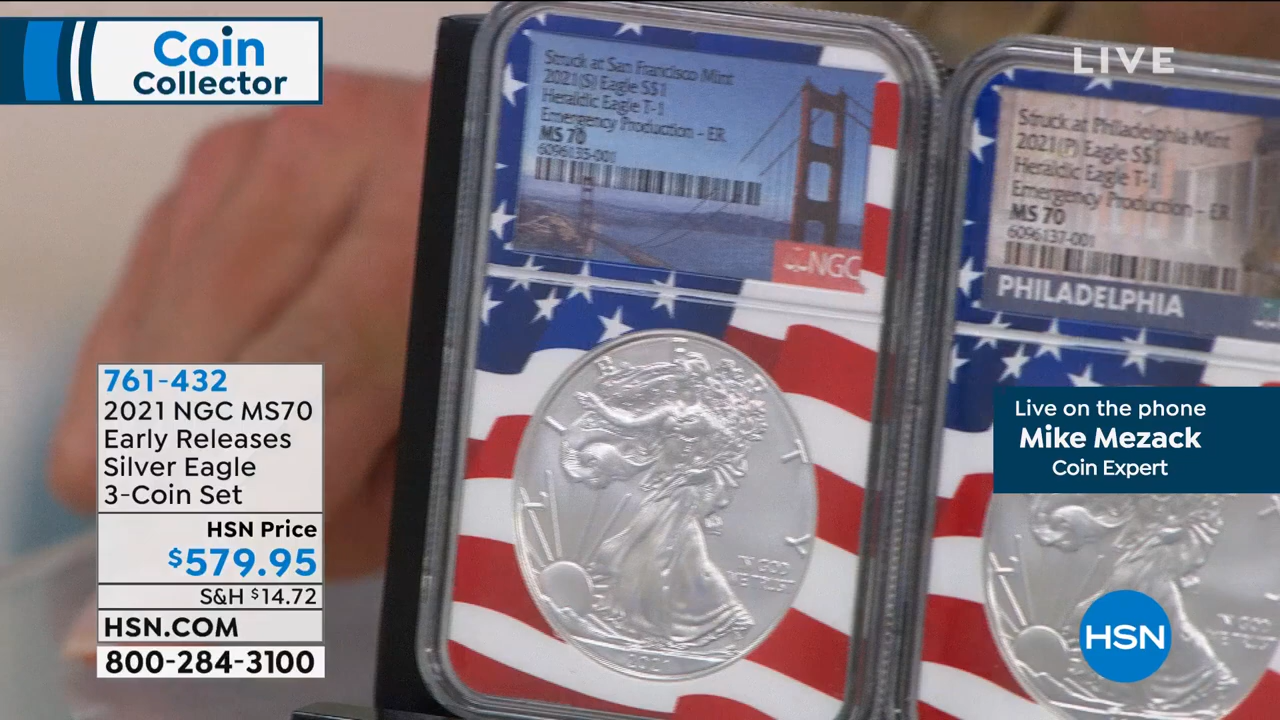 Coin
Collector
LIVE
Struck at San Francisco Mint
2021(S) Eagle S$1
Heraldic Eagle T-1
Emergency Production - ER
MS 70
6096135-001
NGC
Struck at Philadelphia Mint
2021(P) Eagle S$1
Heraldic Eagle T-1
Emergency Production - ER
MS 70
6096137-001
PHILADELPHIA
LIBERTY
IN GOD
WE TRUST
2021
IN GOD
761-432
2021 NGC MS70
Early Releases
Silver Eagle
3-Coin Set
HSN Price
$579.95
S&H $14.72
HSN.COM
800-284-3100
Live on the phone
Mike Mezack
Coin Expert
HSN